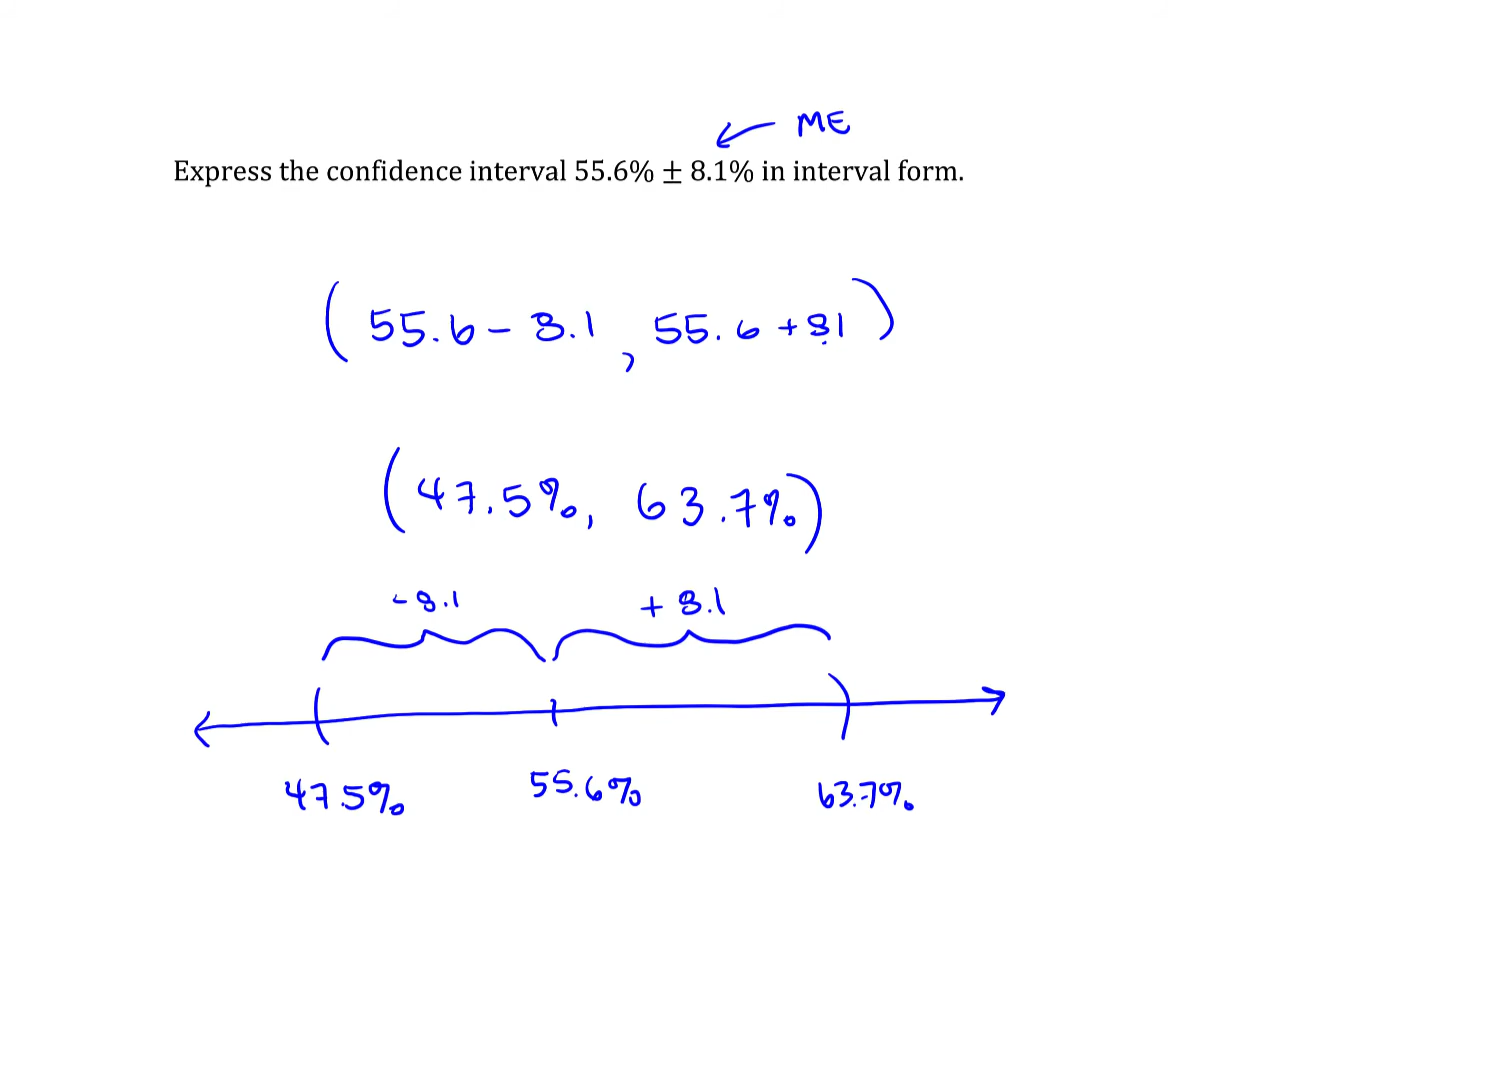 ← ME
Express the confidence interval 55.6% ± 8.1% in interval form.
(55.6 - 8.1, 55.6 + 8.1)
(47.5%, 63.7%)
-8.1 +8.1
47.5% 55.6% 63.7%